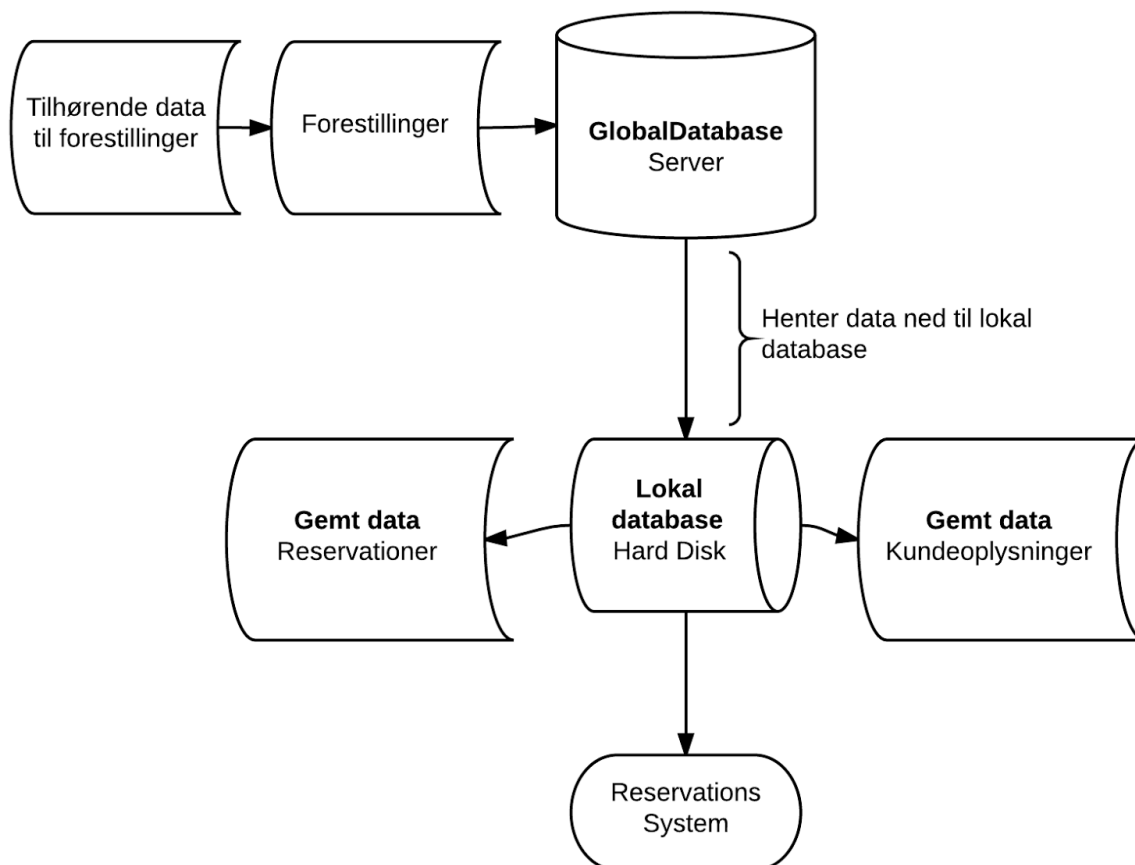 Tilhørende data
til forestillinger
Forestillinger
GlobalDatabase
Server
Henter data ned til lokal
database
Gemt data
Reservationer
Lokal
database
Hard Disk
Gemt data
Kundeoplysninger
Reservations
System